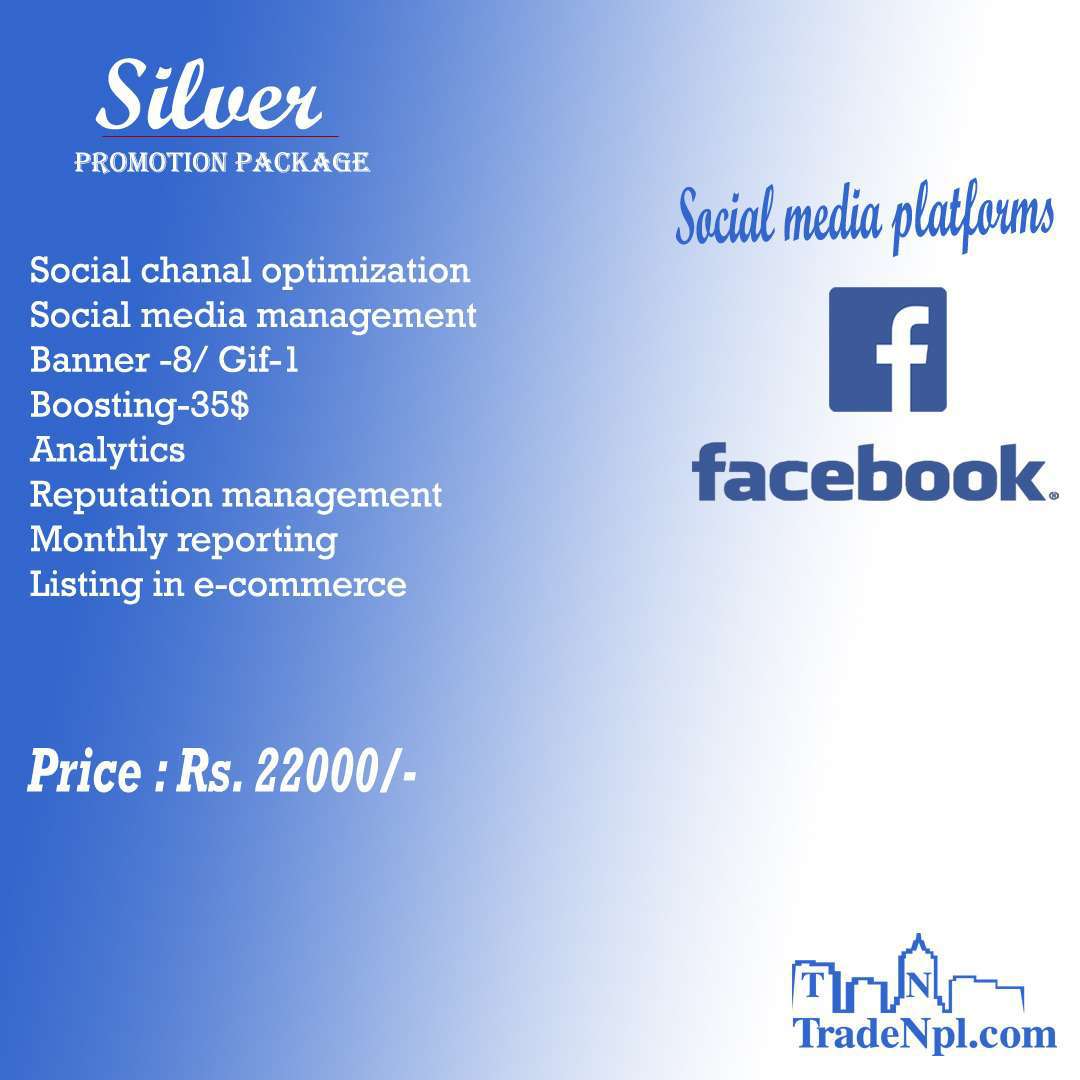 Silver
PROMOTION PACKAGE
Social chanal optimization
Social media management
Banner -8/ Gif-1
Boosting-35$
Analytics
Reputation management
Monthly reporting
Listing in e-commerce
Price : Rs. 22000/-
Social media platforms
f
facebook®
T N
TradeNpl.com